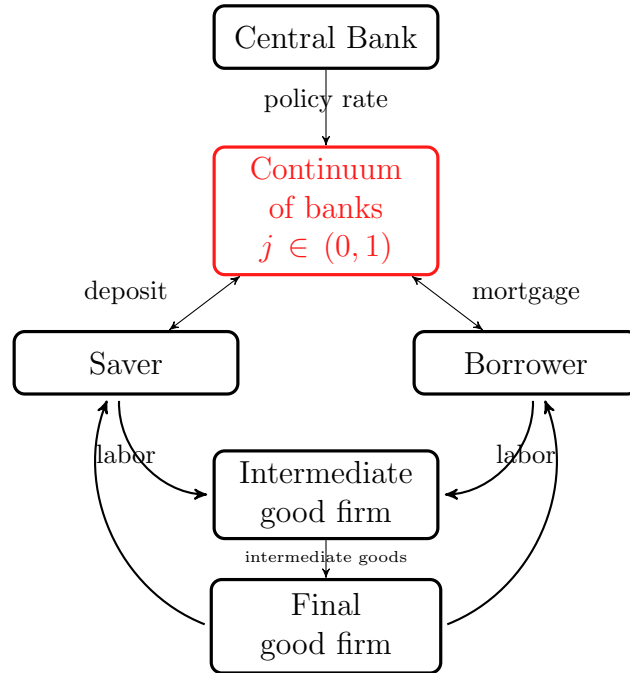 Central Bank
policy rate
Continuum
of banks
j ∈ (0, 1)
deposit
mortgage
Saver
Borrower
labor
labor
Intermediate
good firm
intermediate goods
Final
good firm